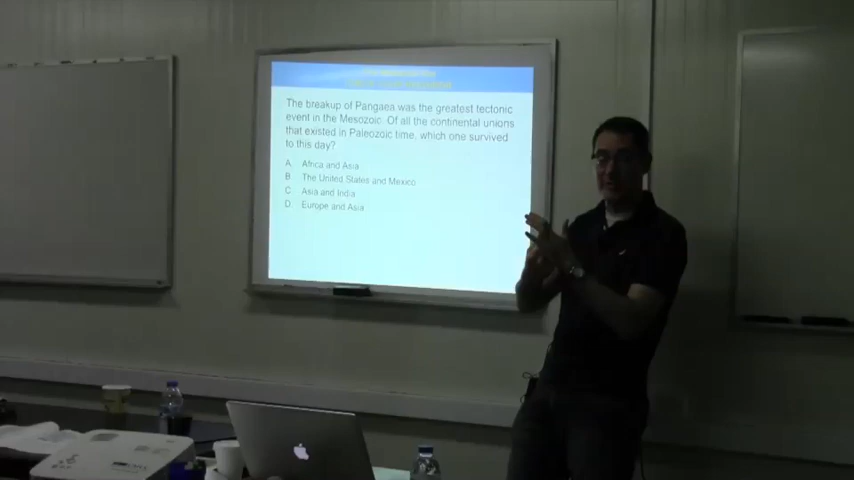 The breakup of Pangaea was the greatest tectonic
event in the Mesozoic. Of all the continental unions
that existed in Paleozoic time, which one survived
to this day?
A. Africa and Asia
B. The United States and Mexico
C. Asia and India
D. Europe and Asia